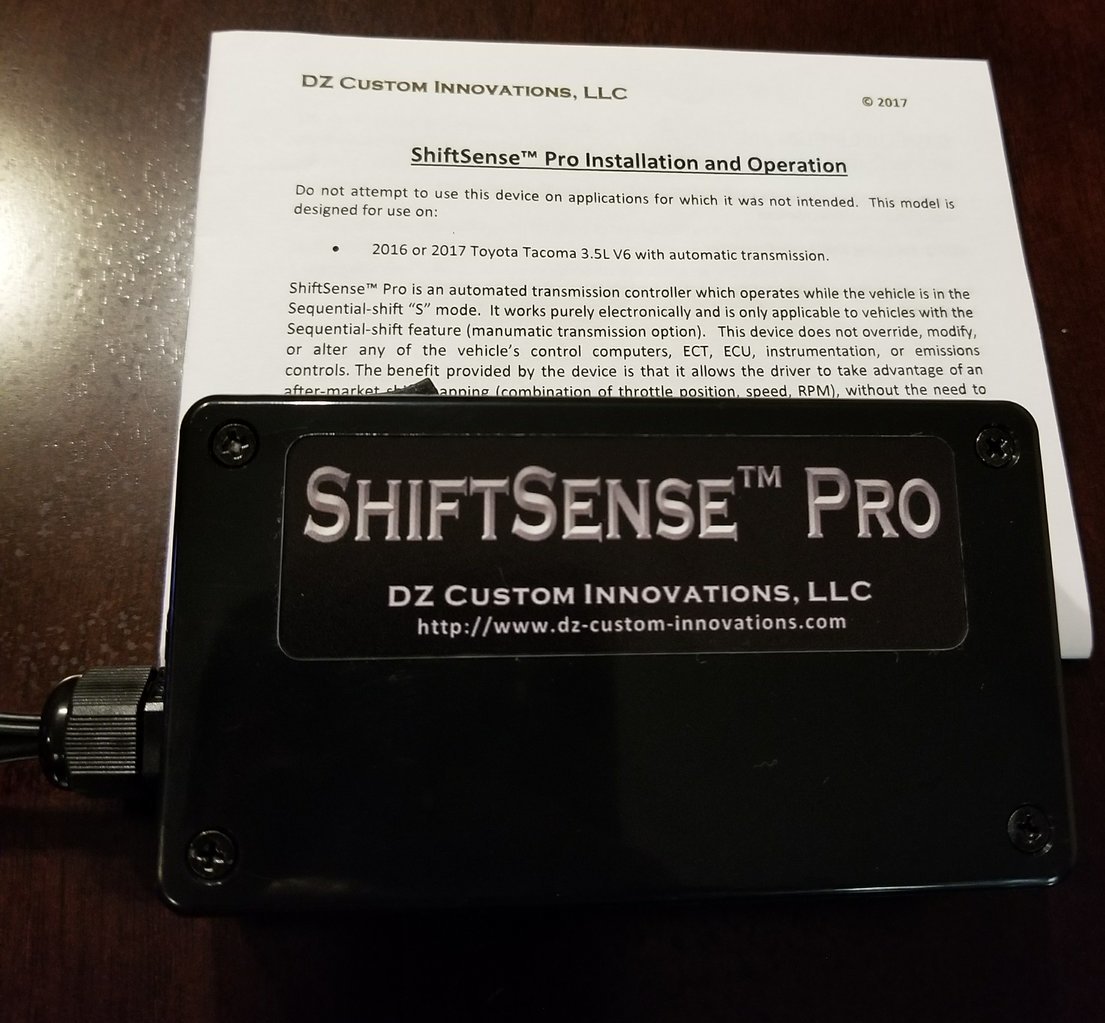 DZ Custom Innovations, LLC
© 2017
ShiftSense™ Pro Installation and Operation
Do not attempt to use this device on applications for which it was not intended. This model is
designed for use on:
• 2016 or 2017 Toyota Tacoma 3.5L V6 with automatic transmission.
ShiftSense™ Pro is an automated transmission controller which operates while the vehicle is in the
Sequential-shift “S” mode. It works purely electronically and is only applicable to vehicles with the
Sequential-shift feature (manumatic transmission option). This device does not override, modify,
or alter any of the vehicle’s control computers, ECT, ECU, instrumentation, or emissions
controls. The benefit provided by the device is that it allows the driver to take advantage of an
after-market (combination of throttle position, speed, RPM), without the need to
ShiftSense™ Pro
DZ Custom Innovations, LLC
http://www.dz-custom-innovations.com